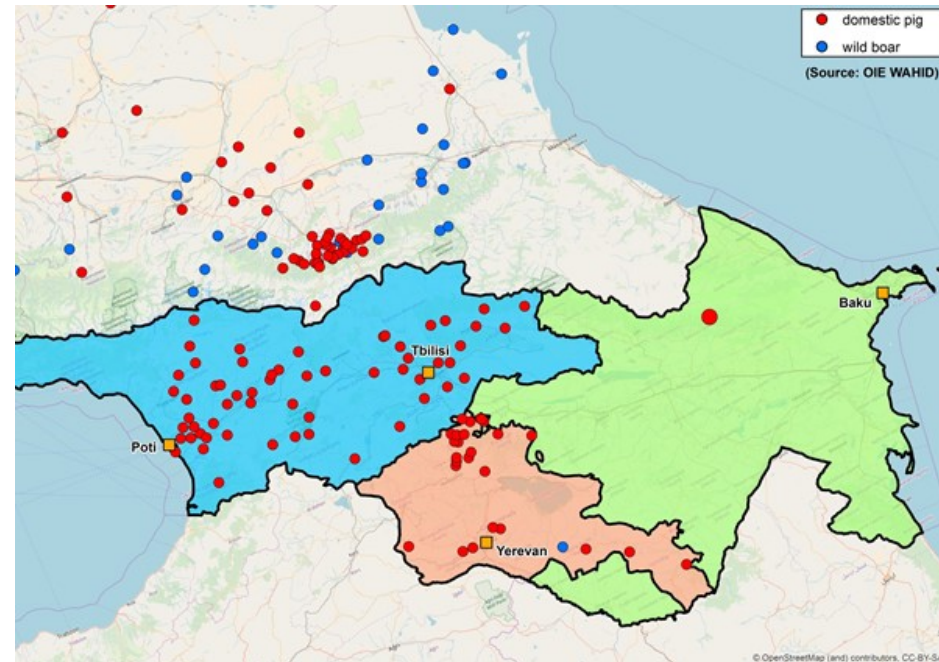 domestic pig
wild boar
(Source: OIE WAHID)
Baku
Tbilisi
Poti
Yerevan
© OpenStreetMap (and) contributors, CC-BY-SA